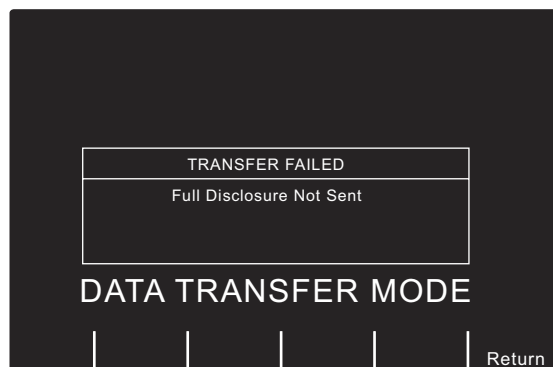 TRANSFER FAILED
Full Disclosure Not Sent
DATA TRANSFER MODE
Return